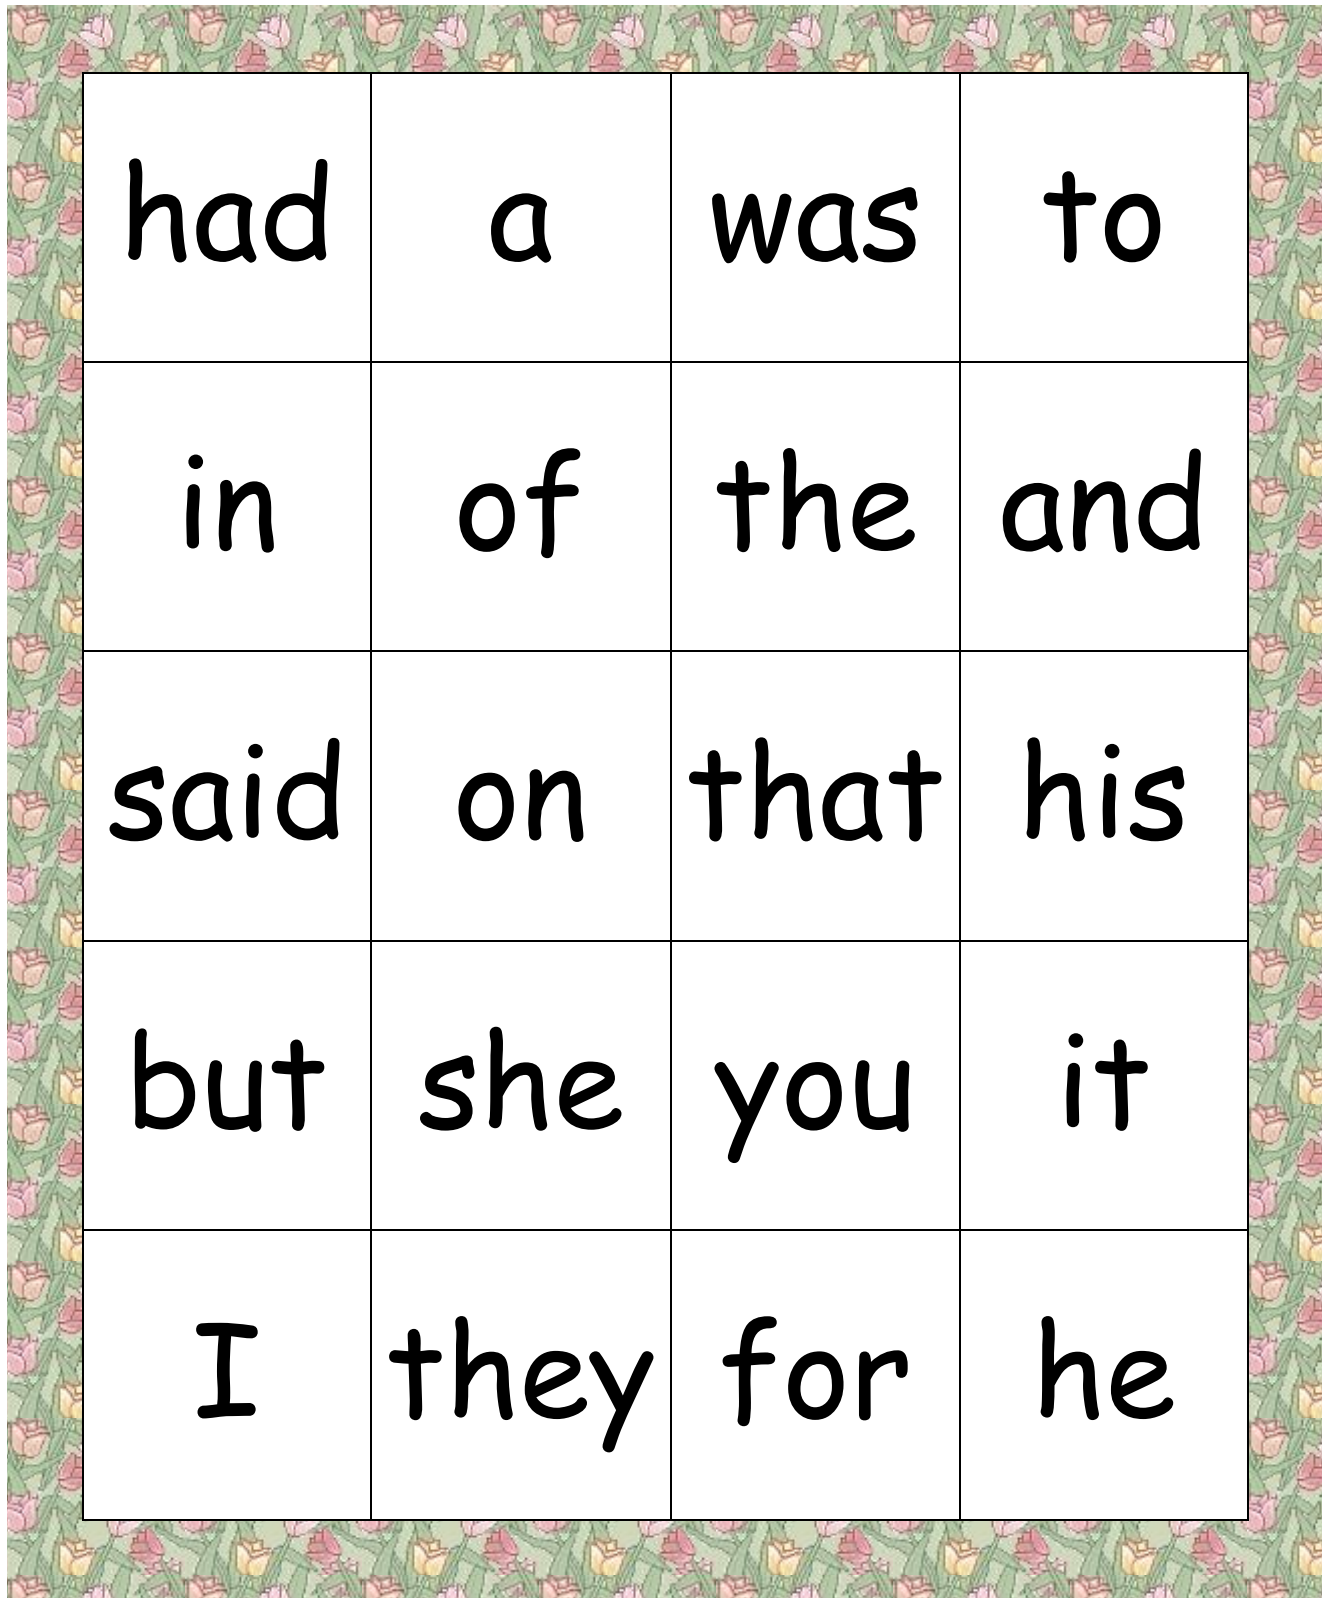 had a was to
in of the and
said on that his
but she you it
I they for he